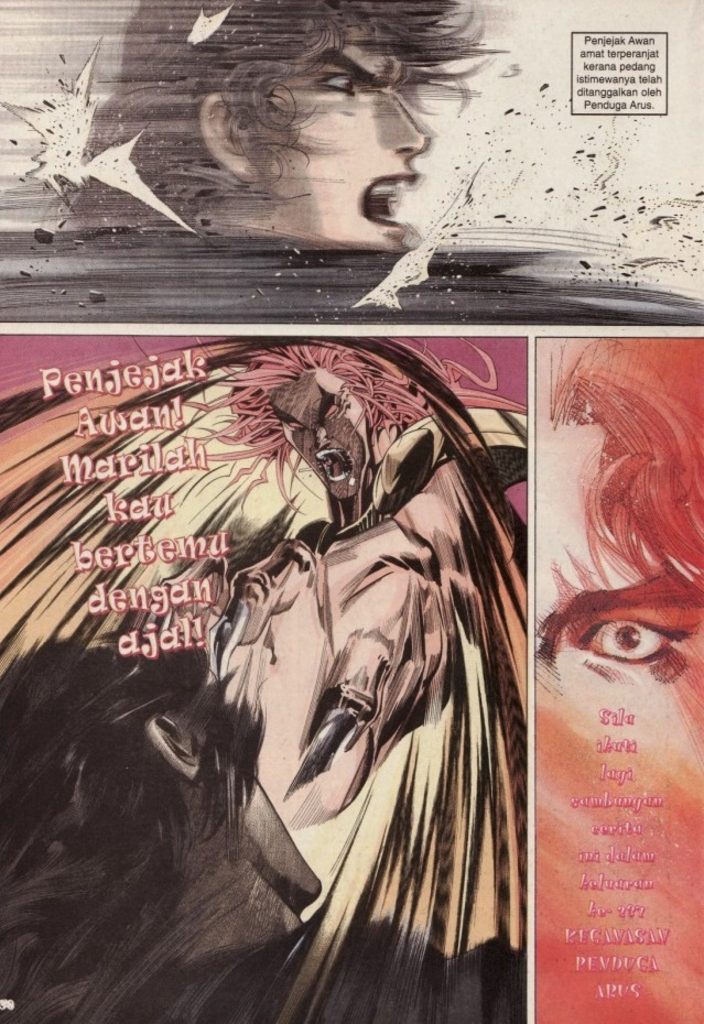 Penjejak Awan
amat terperanjat
kerana pedang
istimewanya telah
ditanggalkan oleh
Penduga Arus.
Penjejak
Awan!
Marilah
kau
bertemu
dengan
ajal!
Sila
ikuti
lagi
sambungan
cerita
ini dalam
keluaran
ke-
KEGANASAN
PENDUGA
ARUS